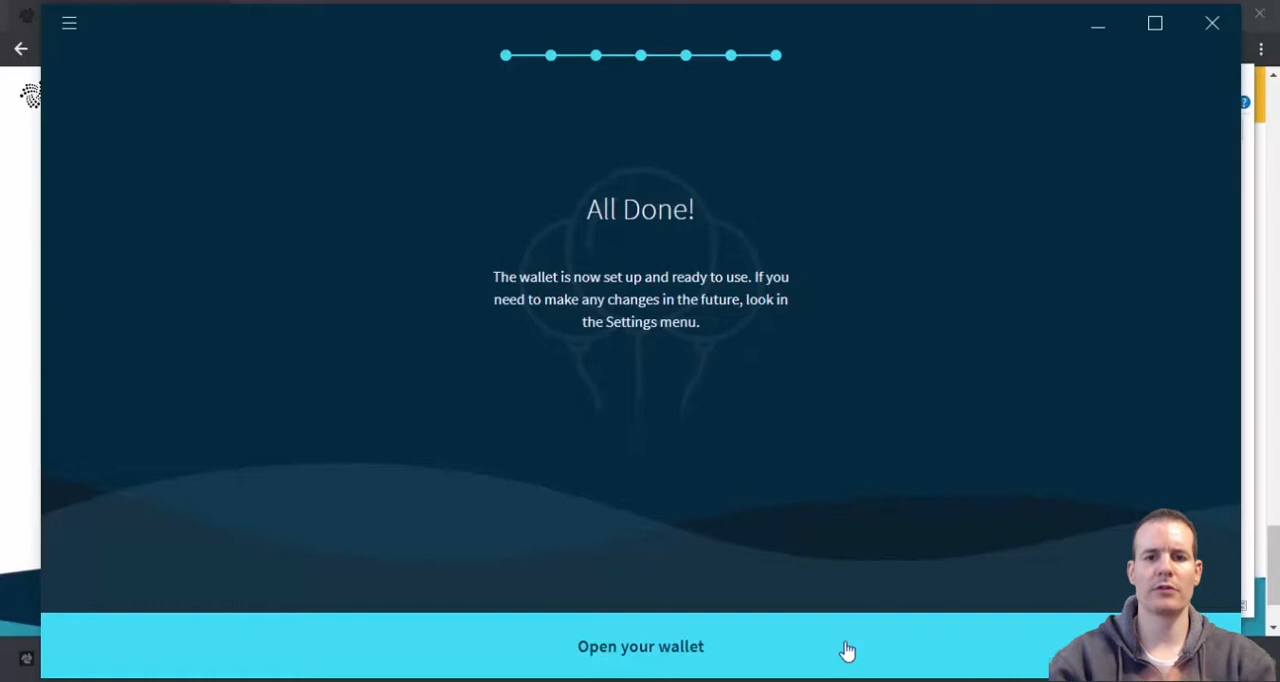 All Done!
The wallet is now set up and ready to use. If you
need to make any changes in the future, look in
the Settings menu.
?
Open your wallet